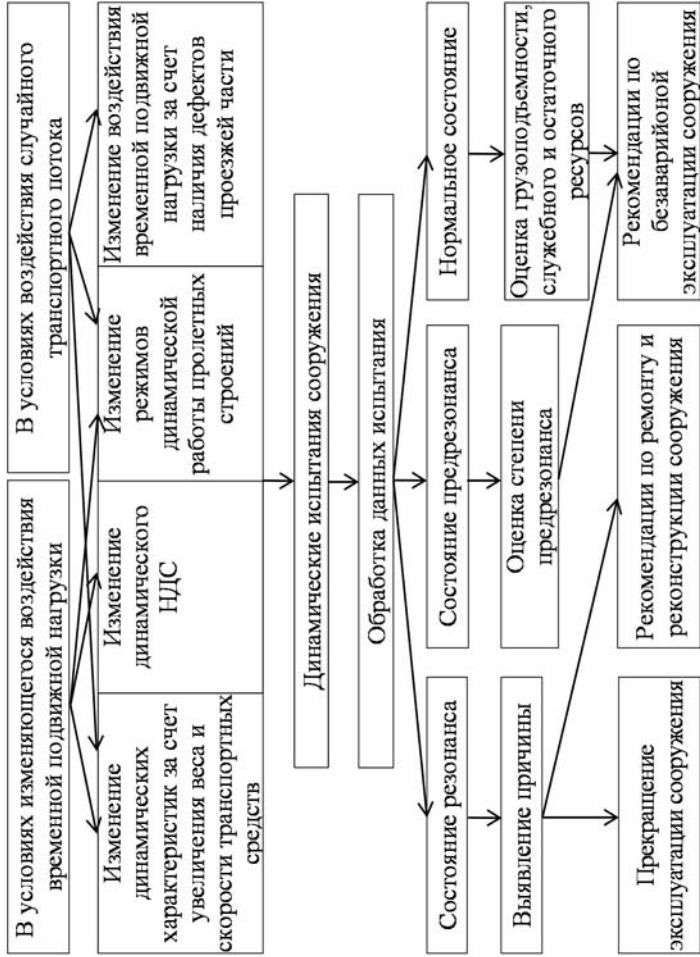 В условиях изменяющегося воздействия
временной подвижной нагрузки
В условиях воздействия случайного
транспортного потока
Изменение
динамических
характеристик за счет
увеличения веса и
скорости транспортных
средств
Изменение
динамического
НДС
Изменение
режимов
динамической
работы пролетных
строений
Изменение воздействия
временной подвижной
нагрузки за счет
наличия дефектов
проезжей части
Динамические испытания сооружения
Обработка данных испытания
Состояние резонанса
Состояние предрезонанса
Нормальное состояние
Выявление причины
Оценка степени
предрезонанса
Оценка грузоподъемности,
служебного и остаточного
ресурсов
Прекращение
эксплуатации сооружения
Рекомендации по ремонту и
реконструкции сооружения
Рекомендации по
безаварийоной
эксплуатации сооружения